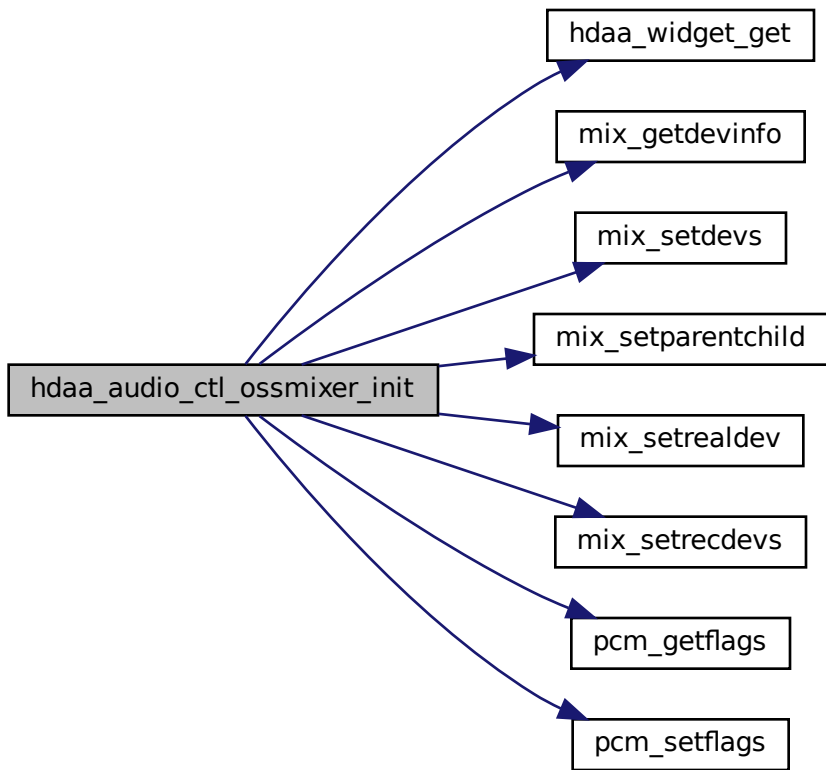 hdaa_widget_get
mix_getdevinfo
mix_setdevs
mix_setparentchild
hdaa_audio_ctl_ossmixer_init
mix_setrealdev
mix_setrecdevs
pcm_getflags
pcm_setflags